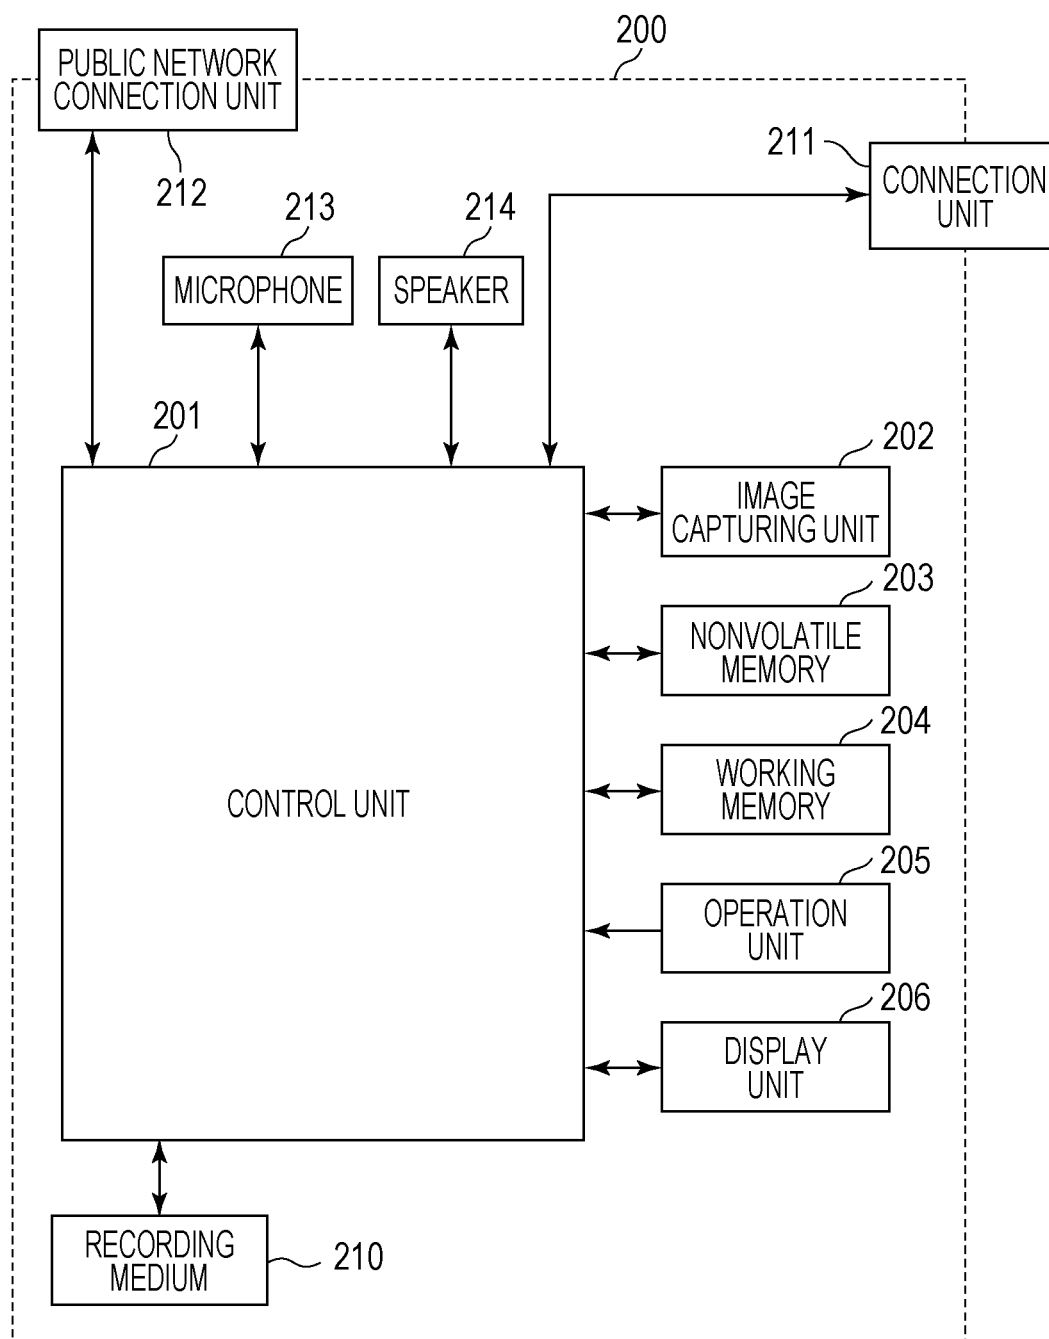 200
PUBLIC NETWORK
CONNECTION UNIT
212
211
CONNECTION
UNIT
213
MICROPHONE
214
SPEAKER
201
CONTROL UNIT
202
IMAGE
CAPTURING UNIT
203
NONVOLATILE
MEMORY
204
WORKING
MEMORY
205
OPERATION
UNIT
206
DISPLAY
UNIT
RECORDING
MEDIUM
210